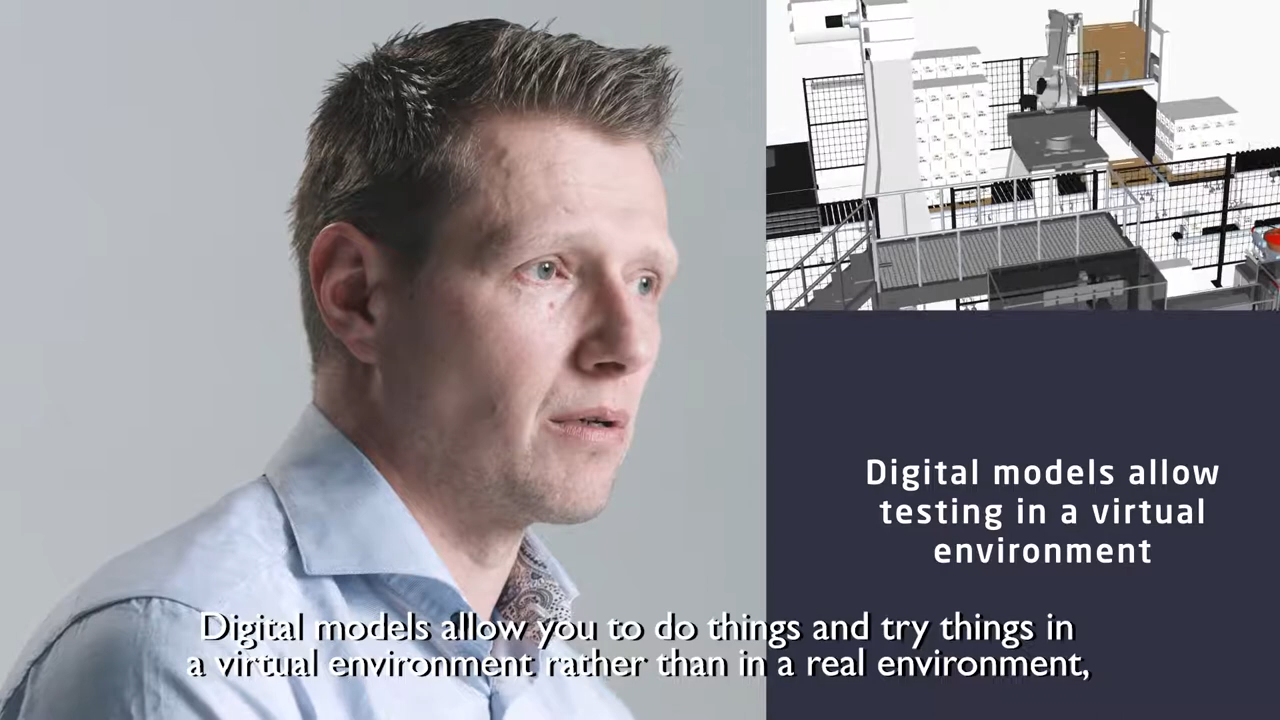 Digital models allow
testing in a virtual
environment
Digital models allow you to do things and try things in
a virtual environment rather than in a real environment,